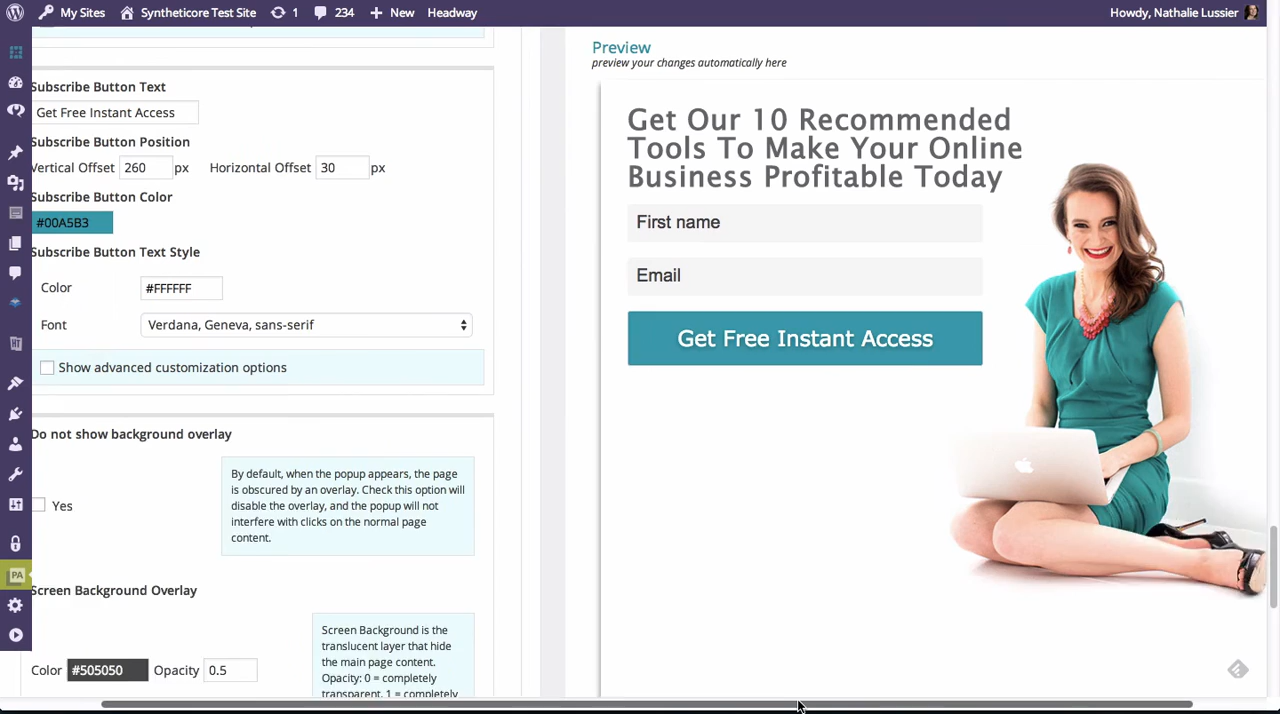 My Sites
Syntheticore Test Site
1
234
New
Headway
Howdy, Nathalie Lussier
Subscribe Button Text
Get Free Instant Access
Subscribe Button Position
Vertical Offset 260 px Horizontal Offset 30 px
Subscribe Button Color
#00A5B3
Subscribe Button Text Style
Color #FFFFFF
Font Verdana, Geneva, sans-serif
Show advanced customization options
Do not show background overlay
Yes
By default, when the popup appears, the page
is obscured by an overlay. Check this option will
disable the overlay, and the popup will not
interfere with clicks on the normal page
content.
Screen Background Overlay
Color #505050 Opacity 0.5
Screen Background is the
translucent layer that hide
the main page content.
Opacity: 0 = completely
transparent, 1 = completely
PA
Preview
preview your changes automatically here
Get Our 10 Recommended
Tools To Make Your Online
Business Profitable Today
First name
Email
Get Free Instant Access